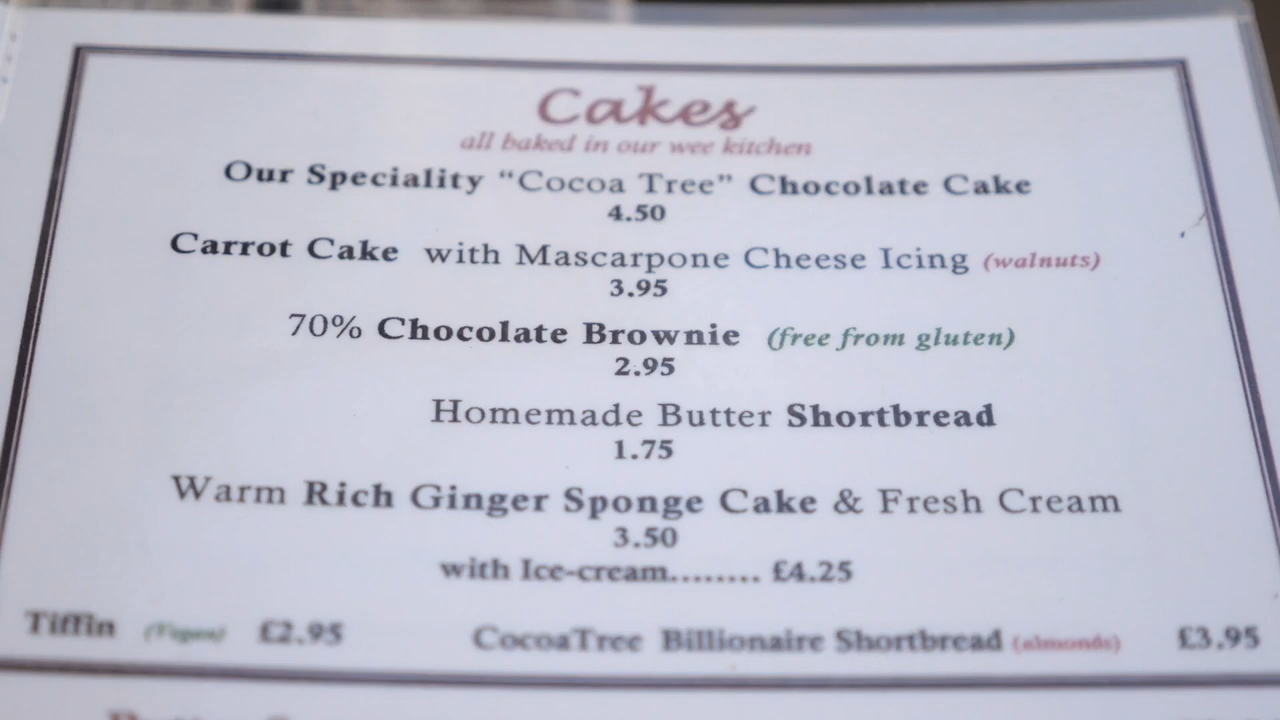 Cakes
all baked in our wee kitchen
Our Speciality “Cocoa Tree” Chocolate Cake
4.50
Carrot Cake with Mascarpone Cheese Icing (walnuts)
3.95
70% Chocolate Brownie (free from gluten)
2.95
Homemade Butter Shortbread
1.75
Warm Rich Ginger Sponge Cake & Fresh Cream
3.50
with Ice-cream........ £4.25
Tiffin (Vegan) £2.95 CocoaTree Billionaire Shortbread (almonds) £3.95